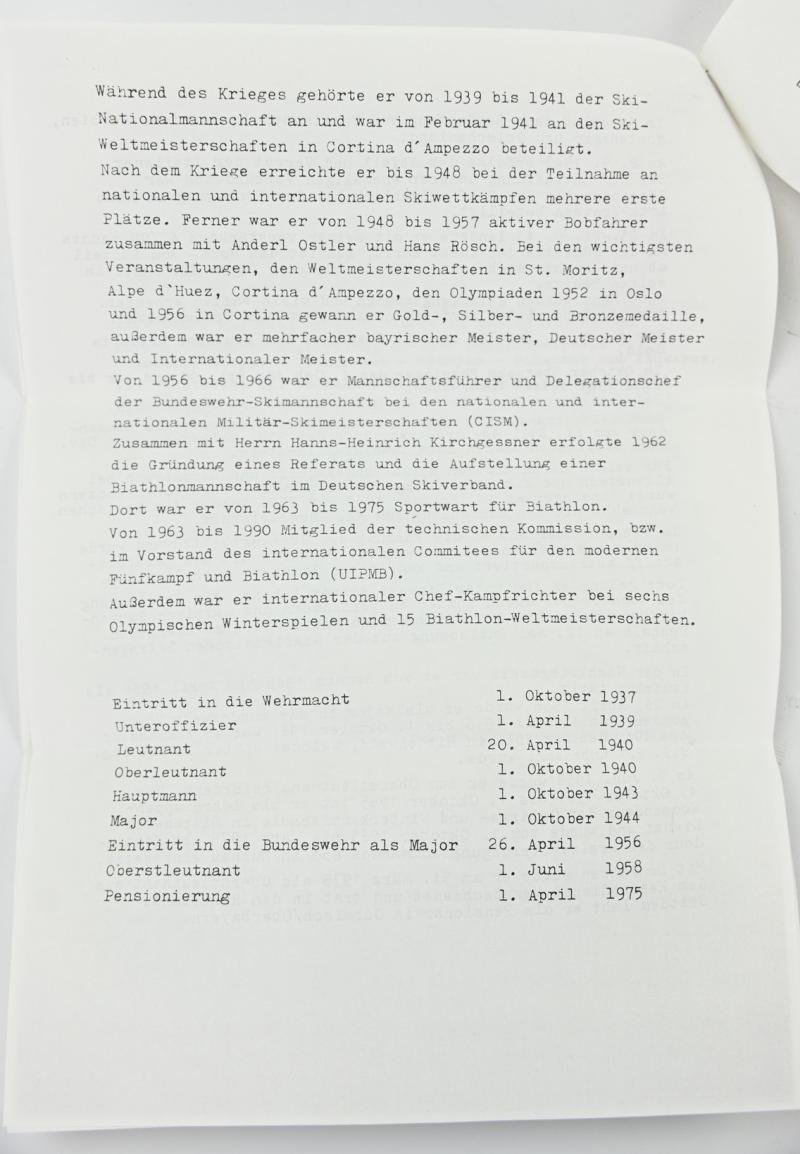 Während des Krieges gehörte er von 1939 bis 1941 der Ski-
Nationalmannschaft an und war im Februar 1941 an den Ski-
Weltmeisterschaften in Cortina d´Ampezzo beteiligt.
Nach dem Kriege erreichte er bis 1948 bei der Teilnahme an
nationalen und internationalen Skiwettkämpfen mehrere erste
Plätze. Ferner war er von 1948 bis 1957 aktiver Bobfahrer
zusammen mit Anderl Ostler und Hans Rösch. Bei den wichtigsten
Veranstaltungen, den Weltmeisterschaften in St. Moritz,
Alpe d`Huez, Cortina d´Ampezzo, den Olympiaden 1952 in Oslo
und 1956 in Cortina gewann er Gold-, Silber- und Bronzemedaille,
außerdem war er mehrfacher bayrischer Meister, Deutscher Meister
und Internationaler Meister.
Von 1956 bis 1966 war er Mannschaftsführer und Delegationschef
der Bundeswehr-Skimannschaft bei den nationalen und inter-
nationalen Militär-Skimeisterschaften (CISM).
Zusammen mit Herrn Hanns-Heinrich Kirchgessner erfolgte 1962
die Gründung eines Referats und die Aufstellung einer
Biathlonmannschaft im Deutschen Skiverband.
Dort war er von 1963 bis 1975 Sportwart für Biathlon.
Von 1963 bis 1990 Mitglied der technischen Kommission, bzw.
im Vorstand des internationalen Commitees für den modernen
Fünfkampf und Biathlon (UIPMB).
Außerdem war er internationaler Chef-Kampfrichter bei sechs
Olympischen Winterspielen und 15 Biathlon-Weltmeisterschaften.
Eintritt in die Wehrmacht 1. Oktober 1937
Unteroffizier 1. April 1939
Leutnant 20. April 1940
Oberleutnant 1. Oktober 1940
Hauptmann 1. Oktober 1943
Major 1. Oktober 1944
Eintritt in die Bundeswehr als Major 26. April 1956
Oberstleutnant 1. Juni 1958
Pensionierung 1. April 1975